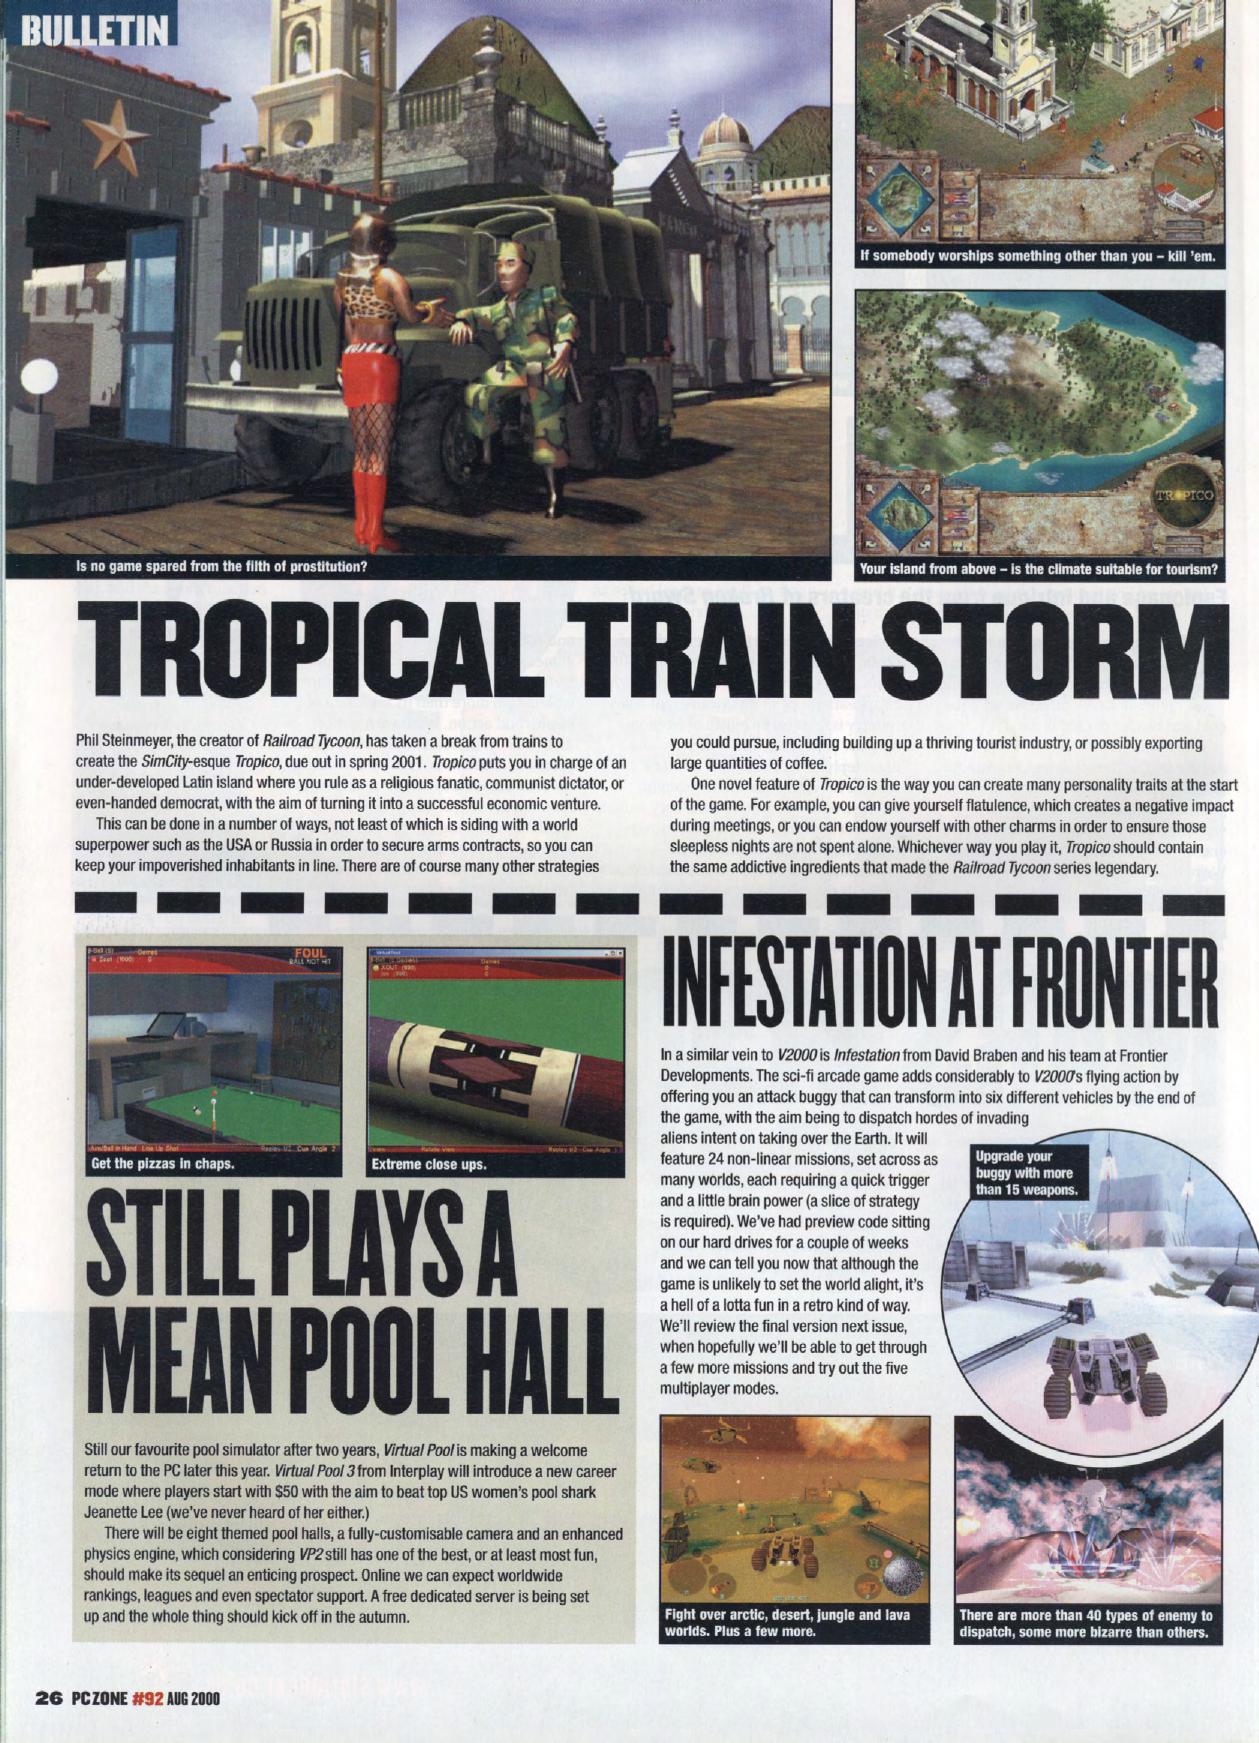 BULLETIN
Is no game spared from the filth of prostitution?
If somebody worships something other than you – kill 'em.
TROPICO
Your island from above – is the climate suitable for tourism?
TROPICAL TRAIN STORM
Phil Steinmeyer, the creator of Railroad Tycoon, has taken a break from trains to
create the SimCity-esque Tropico, due out in spring 2001. Tropico puts you in charge of an
under-developed Latin island where you rule as a religious fanatic, communist dictator, or
even-handed democrat, with the aim of turning it into a successful economic venture.
This can be done in a number of ways, not least of which is siding with a world
superpower such as the USA or Russia in order to secure arms contracts, so you can
keep your impoverished inhabitants in line. There are of course many other strategies
you could pursue, including building up a thriving tourist industry, or possibly exporting
large quantities of coffee.
One novel feature of Tropico is the way you can create many personality traits at the start
of the game. For example, you can give yourself flatulence, which creates a negative impact
during meetings, or you can endow yourself with other charms in order to ensure those
sleepless nights are not spent alone. Whichever way you play it, Tropico should contain
the same addictive ingredients that made the Railroad Tycoon series legendary.
FOUL
BALL NOT HIT
Get the pizzas in chaps.
Extreme close ups.
STILL PLAYS A
MEAN POOL HALL
Still our favourite pool simulator after two years, Virtual Pool is making a welcome
return to the PC later this year. Virtual Pool 3 from Interplay will introduce a new career
mode where players start with $50 with the aim to beat top US women's pool shark
Jeanette Lee (we've never heard of her either.)
There will be eight themed pool halls, a fully-customisable camera and an enhanced
physics engine, which considering VP2 still has one of the best, or at least most fun,
should make its sequel an enticing prospect. Online we can expect worldwide
rankings, leagues and even spectator support. A free dedicated server is being set
up and the whole thing should kick off in the autumn.
INFESTATION AT FRONTIER
In a similar vein to V2000 is Infestation from David Braben and his team at Frontier
Developments. The sci-fi arcade game adds considerably to V2000's flying action by
offering you an attack buggy that can transform into six different vehicles by the end of
the game, with the aim being to dispatch hordes of invading
aliens intent on taking over the Earth. It will
feature 24 non-linear missions, set across as
many worlds, each requiring a quick trigger
and a little brain power (a slice of strategy
is required). We've had preview code sitting
on our hard drives for a couple of weeks
and we can tell you now that although the
game is unlikely to set the world alight, it's
a hell of a lotta fun in a retro kind of way.
We'll review the final version next issue,
when hopefully we'll be able to get through
a few more missions and try out the five
multiplayer modes.
Upgrade your
buggy with more
than 15 weapons.
Fight over arctic, desert, jungle and lava
worlds. Plus a few more.
There are more than 40 types of enemy to
dispatch, some more bizarre than others.
26 PCZONE #92 AUG 2000